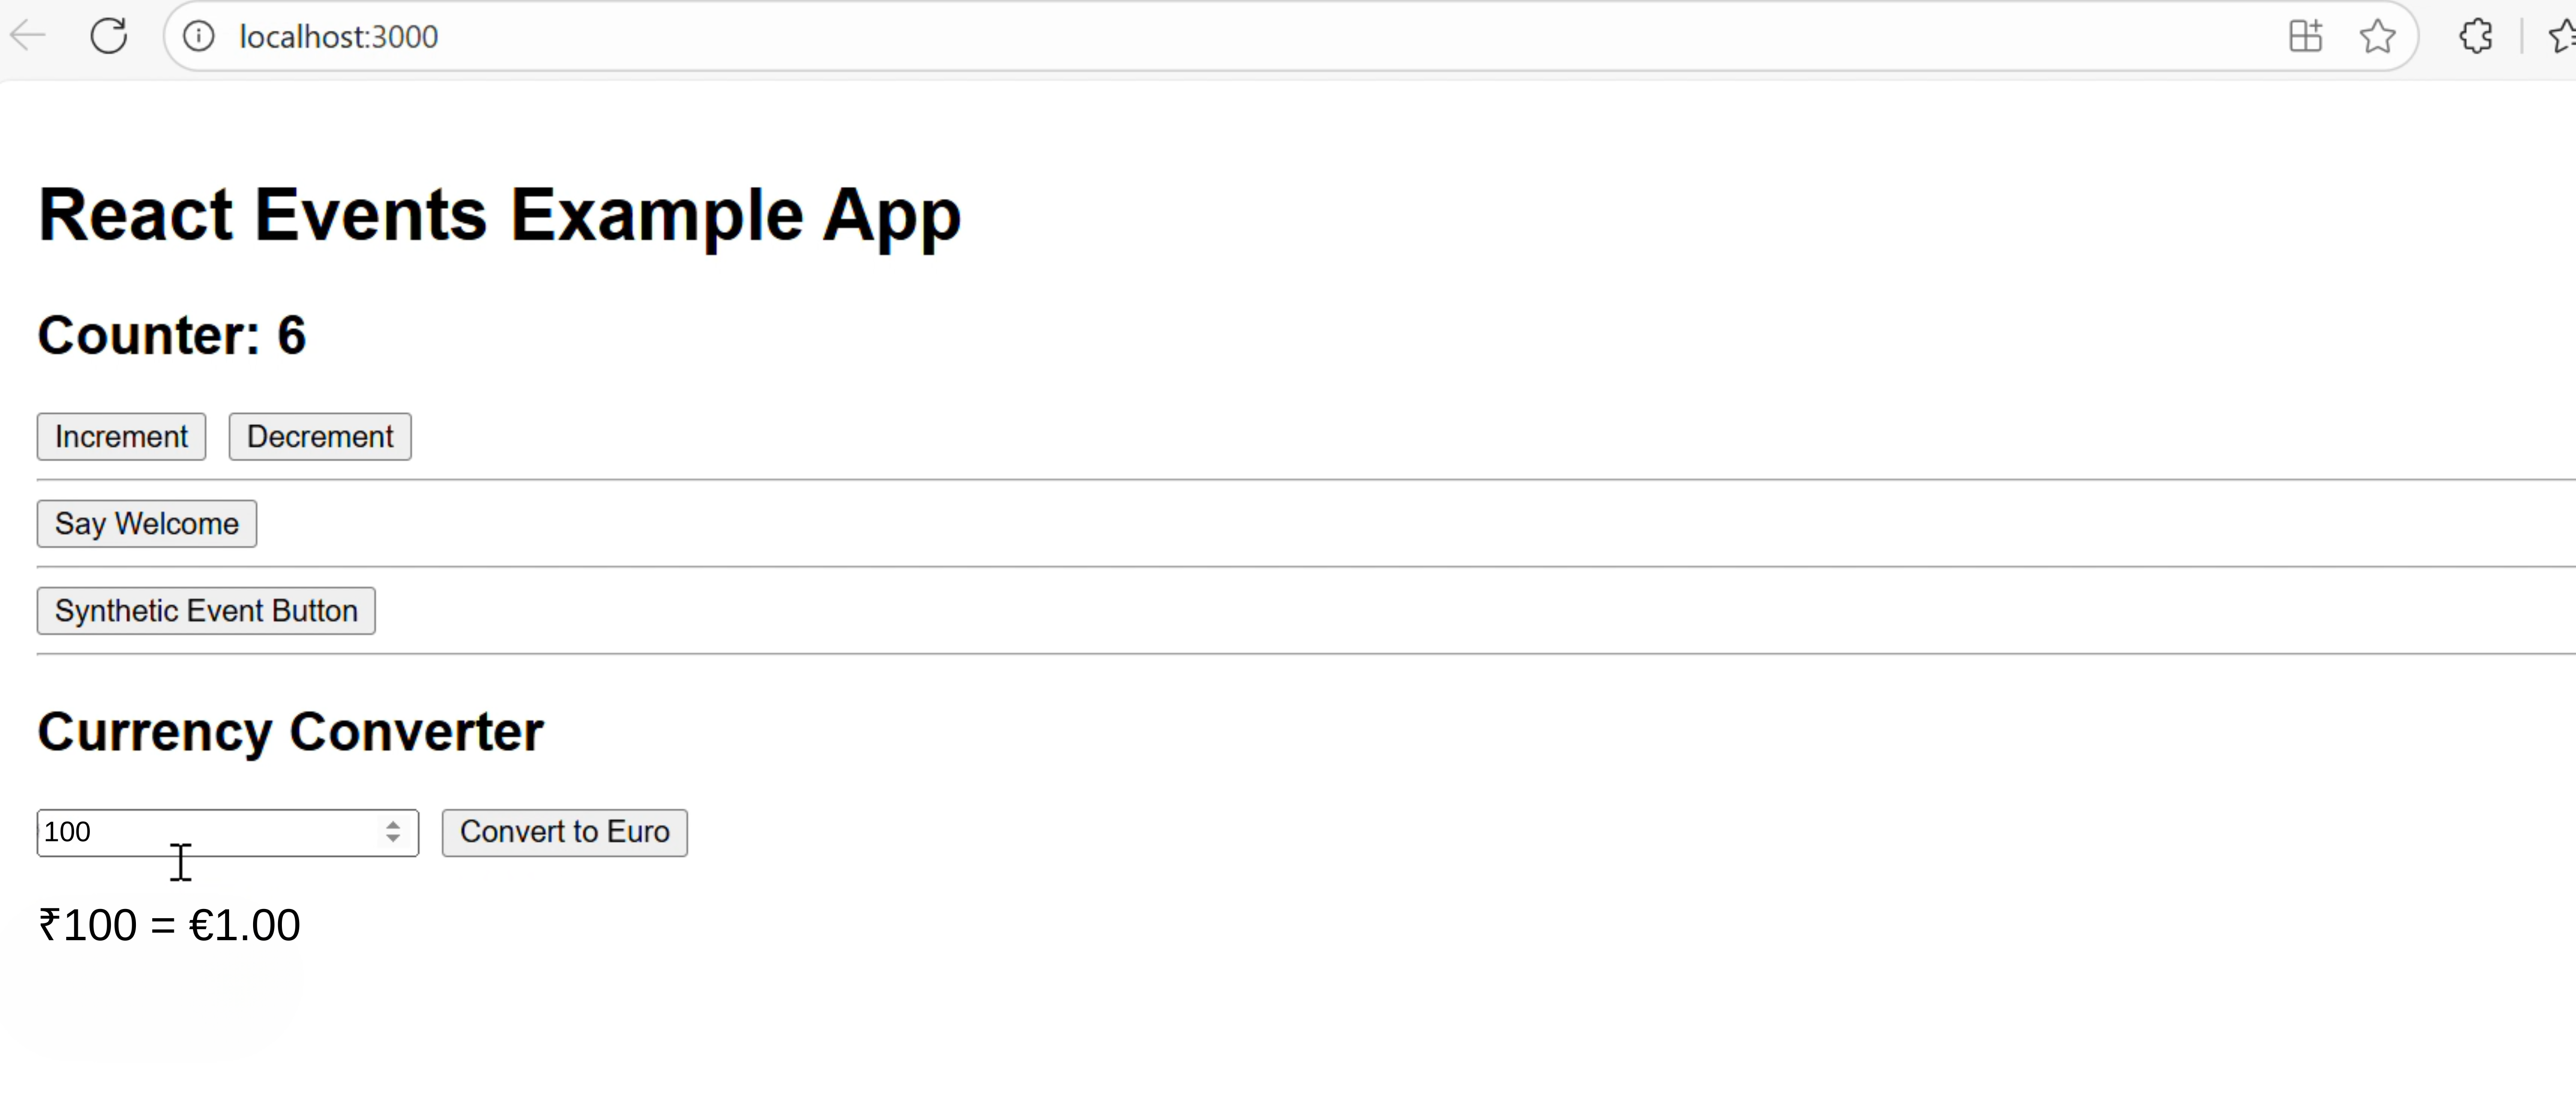 localhost:3000
React Events Example App
Counter: 6
Increment Decrement
Say Welcome
Synthetic Event Button
Currency Converter
100 Convert to Euro
₹100 = €1.00